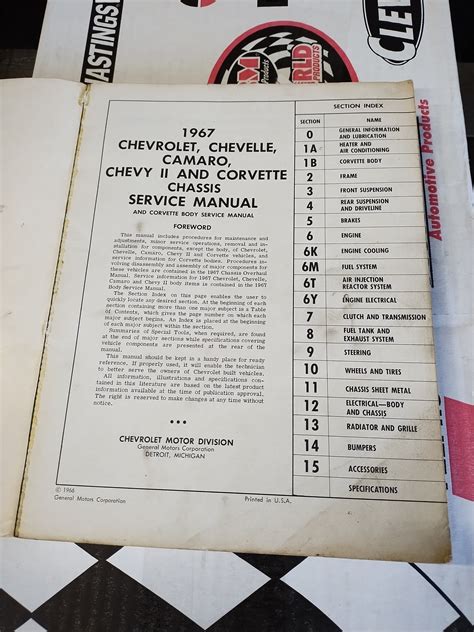 HASTINGS
CLEV
Products
WORLD
PRODUCTS
Automotive Products
1967
CHEVROLET, CHEVELLE,
CAMARO,
CHEVY II AND CORVETTE
CHASSIS
SERVICE MANUAL
AND CORVETTE BODY SERVICE MANUAL
FOREWORD
This manual includes procedures for maintenance and
adjustments, minor service operations, removal and in-
stallation for components, except the body, of Chevrolet,
Chevelle, Camaro, Chevy II and Corvette vehicles, and
service information for Corvette bodies. Procedures in-
volving disassembly and assembly of major components for
these vehicles are contained in the 1967 Chassis Overhaul
Manual. Service information for 1967 Chevrolet, Chevelle,
Camaro and Chevy II body items is contained in the 1967
Body Service Manual.
The Section Index on this page enables the user to
quickly locate any desired section. At the beginning of each
section containing more than one major subject is a Table
of Contents, which gives the page number on which each
major subject begins. An Index is placed at the beginning
of each major subject within the section.
Summaries of Special Tools, when required, are found
at the end of major sections while specifications covering
vehicle components are presented at the rear of the
manual.
This manual should be kept in a handy place for ready
reference. If properly used, it will enable the technician
to better serve the owners of Chevrolet built vehicles.
All information, illustrations and specifications con-
tained in this literature are based on the latest product
information available at the time of publication approval.
The right is reserved to make changes at any time without
notice.
CHEVROLET MOTOR DIVISION
General Motors Corporation
DETROIT, MICHIGAN
© 1966
General Motors Corporation
Printed in U.S.A.
SECTION INDEX
SECTION NAME
0 GENERAL INFORMATION
AND LUBRICATION
1A HEATER AND
AIR CONDITIONING
1B CORVETTE BODY
2 FRAME
3 FRONT SUSPENSION
4 REAR SUSPENSION
AND DRIVELINE
5 BRAKES
6 ENGINE
6K ENGINE COOLING
6M FUEL SYSTEM
6T AIR INJECTION
REACTOR SYSTEM
6Y ENGINE ELECTRICAL
7 CLUTCH AND TRANSMISSION
8 FUEL TANK AND
EXHAUST SYSTEM
9 STEERING
10 WHEELS AND TIRES
11 CHASSIS SHEET METAL
12 ELECTRICAL—BODY
AND CHASSIS
13 RADIATOR AND GRILLE
14 BUMPERS
15 ACCESSORIES
SPECIFICATIONS